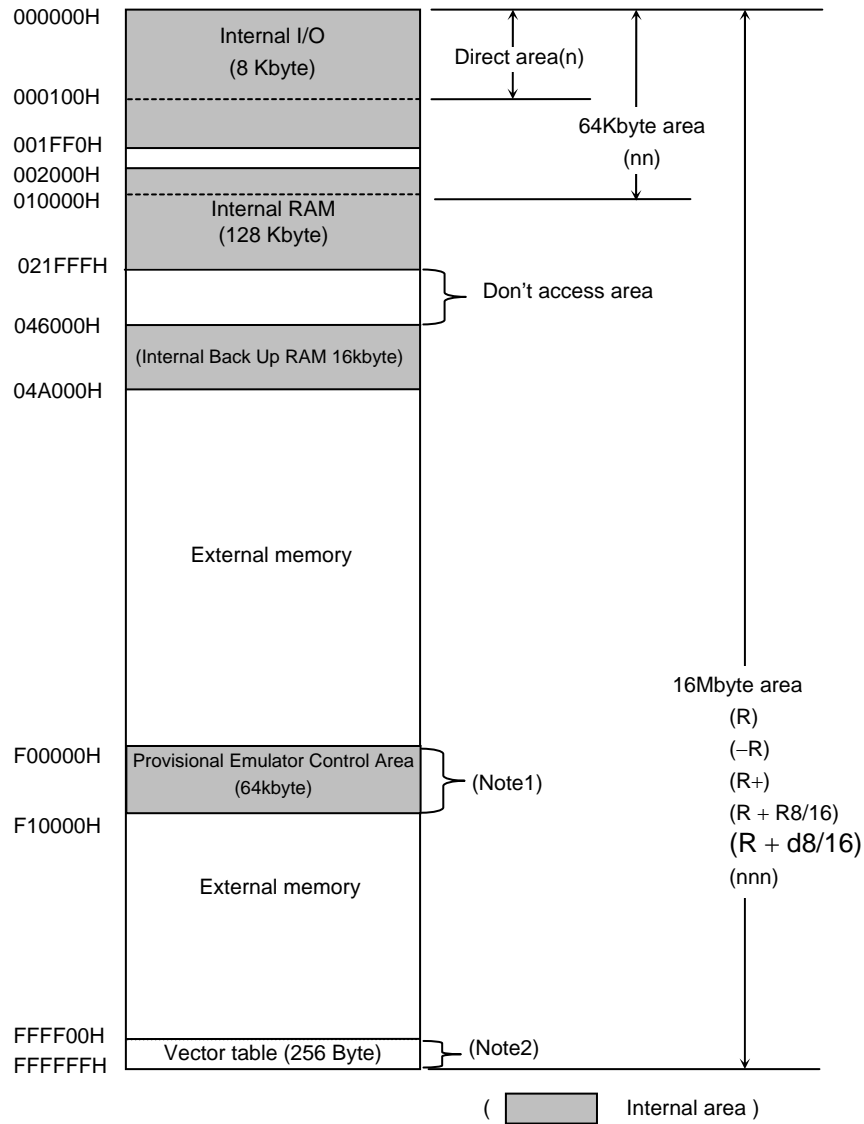 000000H
Internal I/O
(8 Kbyte)
Direct area(n)
000100H
64Kbyte area
(nn)
001FF0H
002000H
010000H
Internal RAM
(128 Kbyte)
021FFFH
Don't access area
046000H
(Internal Back Up RAM 16kbyte)
04A000H
External memory
16Mbyte area
(R)
(−R)
(R+)
(R + R8/16)
(R + d8/16)
(nnn)
F00000H
Provisional Emulator Control Area
(64kbyte)
(Note1)
F10000H
External memory
FFFF00H
Vector table (256 Byte)
(Note2)
FFFFFFH
( Internal area )